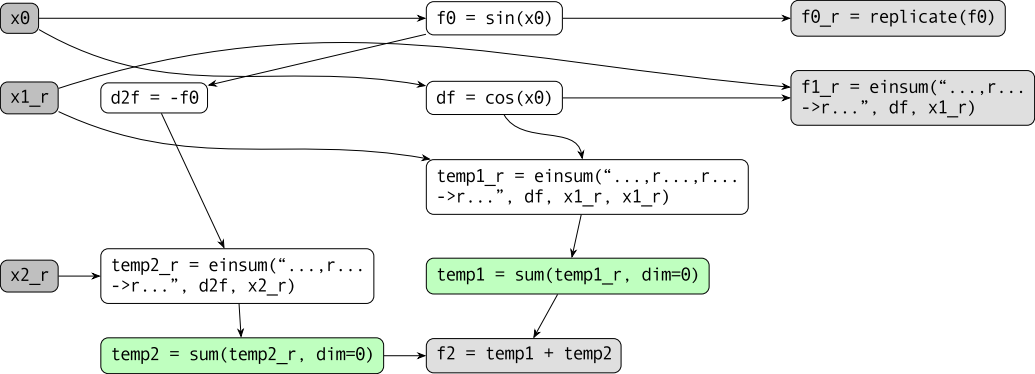 x0
f0 = sin(x0)
f0_r = replicate(f0)
x1_r
d2f = -f0
df = cos(x0)
f1_r = einsum(“...,r...
->r...”, df, x1_r)
temp1_r = einsum(“...,r...,r...
->r...”, df, x1_r, x1_r)
x2_r
temp2_r = einsum(“...,r...
->r...”, d2f, x2_r)
temp1 = sum(temp1_r, dim=0)
temp2 = sum(temp2_r, dim=0)
f2 = temp1 + temp2